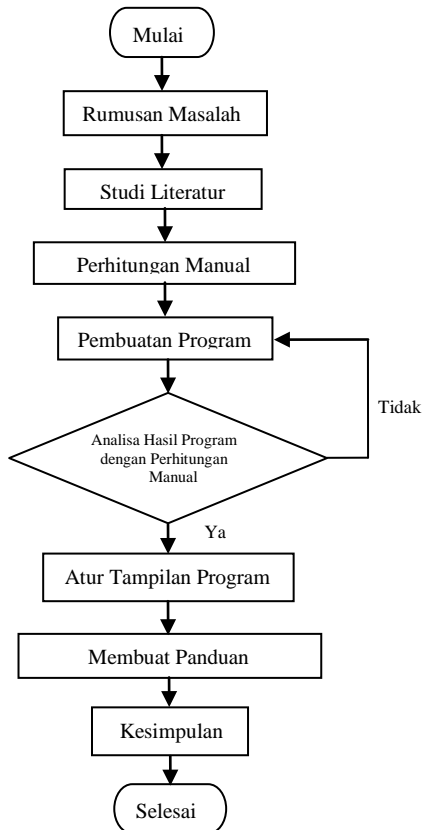 Mulai
Rumusan Masalah
Studi Literatur
Perhitungan Manual
Pembuatan Program
Tidak
Analisa Hasil Program
dengan Perhitungan
Manual
Ya
Atur Tampilan Program
Membuat Panduan
Kesimpulan
Selesai